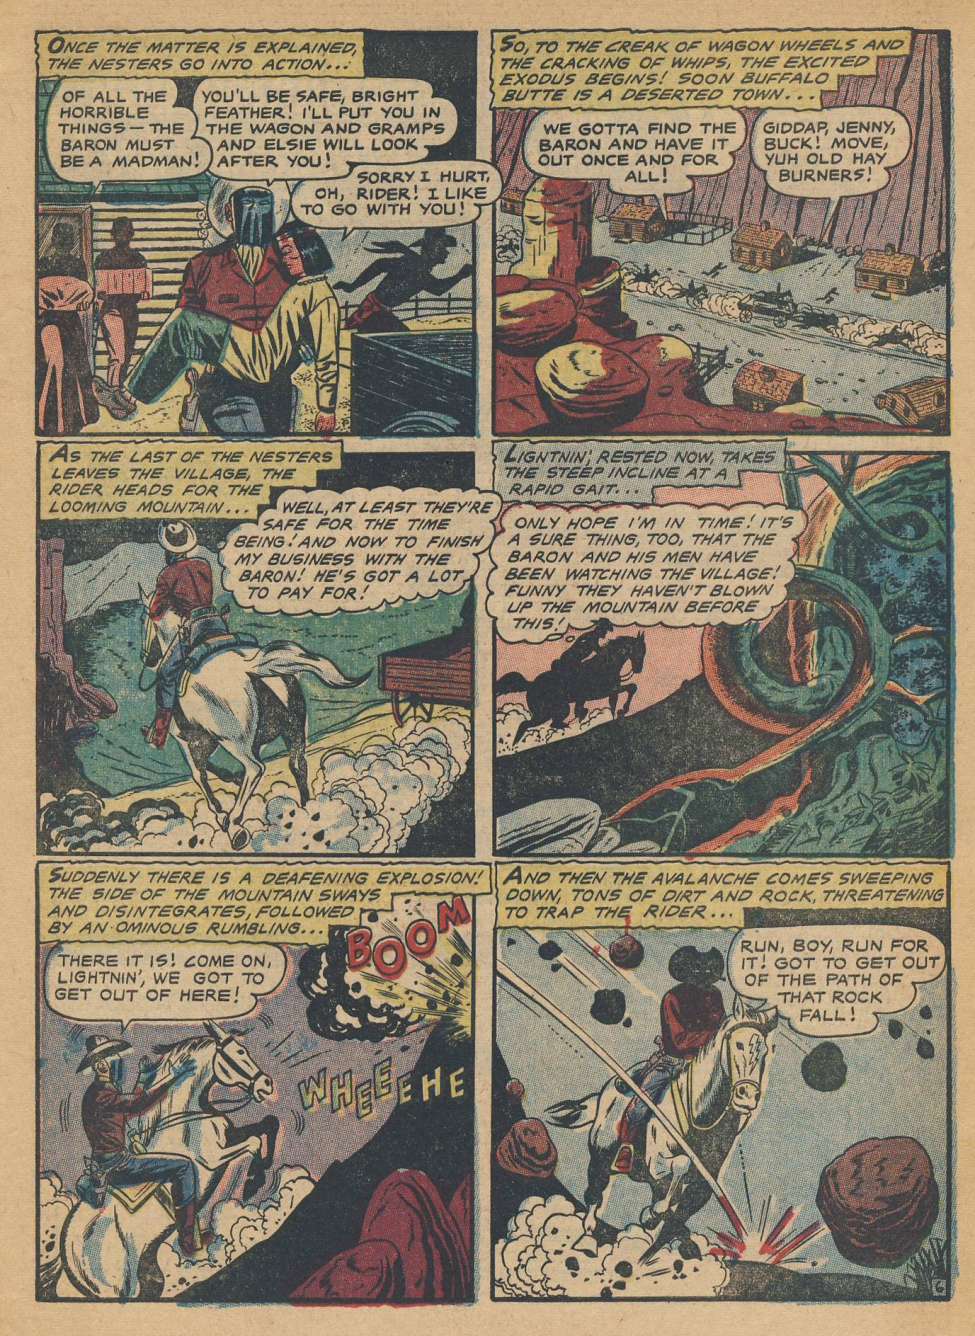 ONCE THE MATTER IS EXPLAINED,
THE NESTERS GO INTO ACTION...
OF ALL THE
HORRIBLE
THINGS—THE
BARON MUST
BE A MADMAN!
YOU'LL BE SAFE, BRIGHT
FEATHER! I'LL PUT YOU IN
THE WAGON AND GRAMPS
AND ELSIE WILL LOOK
AFTER YOU!
SORRY I HURT,
OH, RIDER! I LIKE
TO GO WITH YOU!
SO, TO THE CREAK OF WAGON WHEELS AND
THE CRACKING OF WHIPS, THE EXCITED
EXODUS BEGINS! SOON BUFFALO
BUTTE IS A DESERTED TOWN...
WE GOTTA FIND THE
BARON AND HAVE IT
OUT ONCE AND FOR
ALL!
GIDDAP, JENNY,
BUCK! MOVE,
YUH OLD HAY
BURNERS!
AS THE LAST OF THE NESTERS
LEAVES THE VILLAGE, THE
RIDER HEADS FOR THE
LOOMING MOUNTAIN...
WELL, AT LEAST THEY'RE
SAFE FOR THE TIME
BEING! AND NOW TO FINISH
MY BUSINESS WITH THE
BARON! HE'S GOT A LOT
TO PAY FOR!
LIGHTNIN', RESTED NOW, TAKES
THE STEEP INCLINE AT A
RAPID GAIT...
ONLY HOPE I'M IN TIME! IT'S
A SURE THING, TOO, THAT THE
BARON AND HIS MEN HAVE
BEEN WATCHING THE VILLAGE!
FUNNY THEY HAVEN'T BLOWN
UP THE MOUNTAIN BEFORE
THIS!
SUDDENLY THERE IS A DEAFENING EXPLOSION!
THE SIDE OF THE MOUNTAIN SWAYS
AND DISINTEGRATES, FOLLOWED
BY AN OMINOUS RUMBLING...
BOOM
THERE IT IS! COME ON,
LIGHTNIN', WE GOT TO
GET OUT OF HERE!
WHEEEHE
AND THEN THE AVALANCHE COMES SWEEPING
DOWN, TONS OF DIRT AND ROCK, THREATENING
TO TRAP THE RIDER...
RUN, BOY, RUN FOR
IT! GOT TO GET OUT
OF THE PATH OF
THAT ROCK
FALL!
6